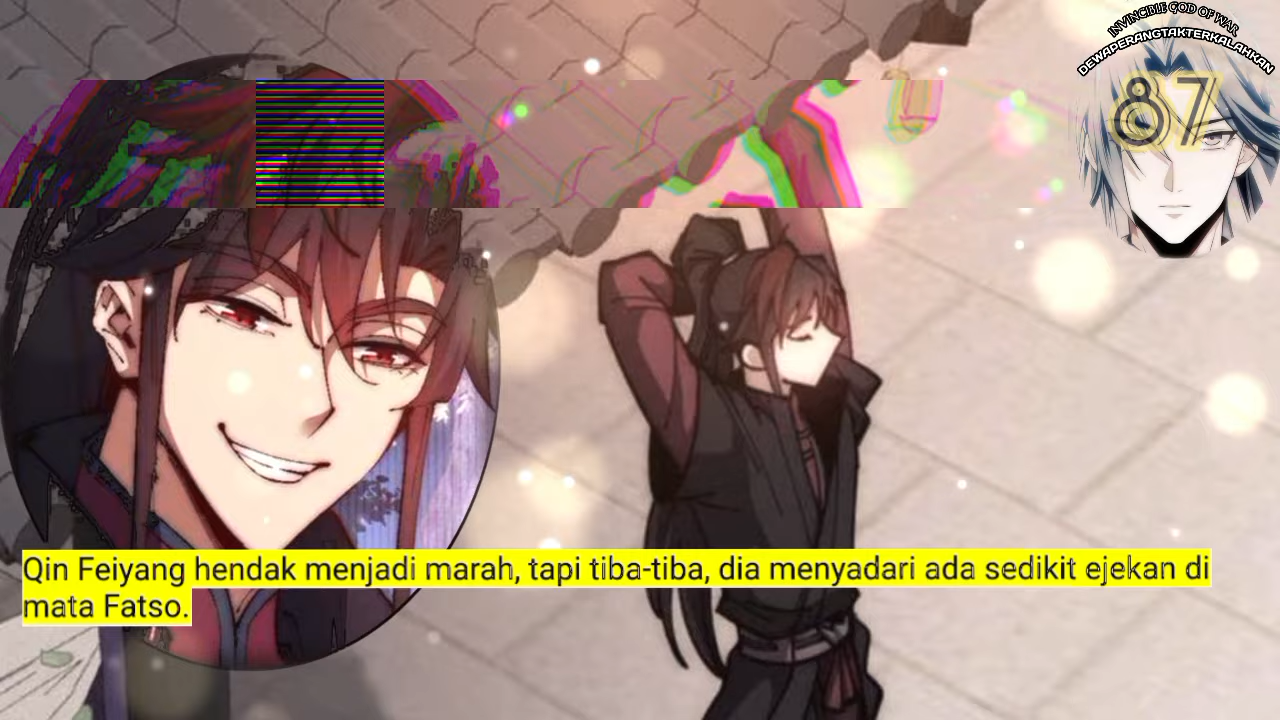 INVINCIBLE GOD OF WAR
DEWAPERANGTAKTERKALAHKAN
87
Qin Feiyang hendak menjadi marah, tapi tiba-tiba, dia menyadari ada sedikit ejekan di
mata Fatso.